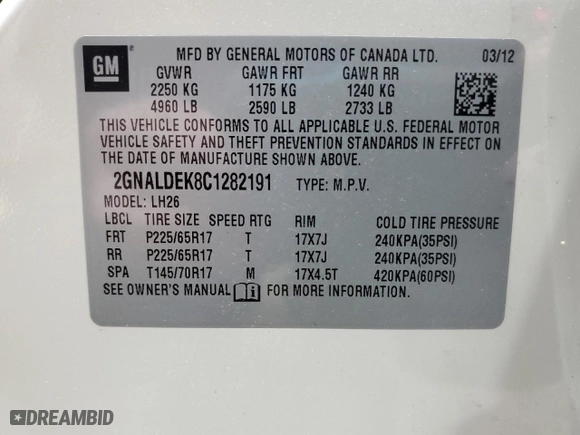 GM
MFD BY GENERAL MOTORS OF CANADA LTD. 03/12
GVWR GAWR FRT GAWR RR
2250 KG 1175 KG 1240 KG
4960 LB 2590 LB 2733 LB
THIS VEHICLE CONFORMS TO ALL APPLICABLE U.S. FEDERAL MOTOR
VEHICLE SAFETY AND THEFT PREVENTION STANDARDS IN EFFECT ON
THE DATE OF MANUFACTURE SHOWN ABOVE.
2GNALDEK8C1282191 TYPE: M.P.V.
MODEL: LH26
LBCL TIRE SIZE SPEED RTG RIM COLD TIRE PRESSURE
FRT P225/65R17 T 17X7J 240KPA(35PSI)
RR P225/65R17 T 17X7J 240KPA(35PSI)
SPA T145/70R17 M 17X4.5T 420KPA(60PSI)
SEE OWNER'S MANUAL FOR MORE INFORMATION.
DREAMBID